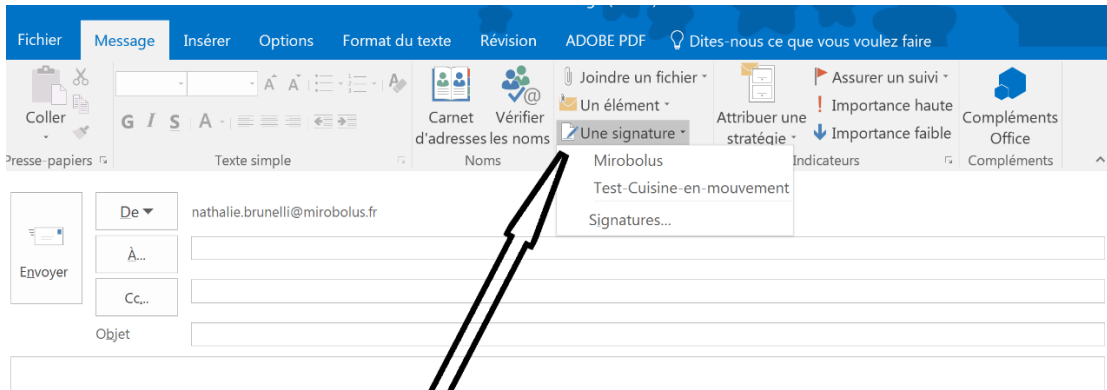 Fichier Message Insérer Options Format du texte Révision ADOBE PDF Dites-nous ce que vous voulez faire
Coller
Presse-papiers
G I S A
Texte simple
Carnet d'adresses
Vérifier les noms
Noms
Joindre un fichier
Un élément
Une signature
Mirobolus
Test-Cuisine-en-mouvement
Signatures...
Attribuer une
stratégie
Assurer un suivi
Importance haute
Importance faible
Indicateurs
Compléments
Office
Compléments
Envoyer
De nathalie.brunelli@mirobolus.fr
À...
Cc...
Objet